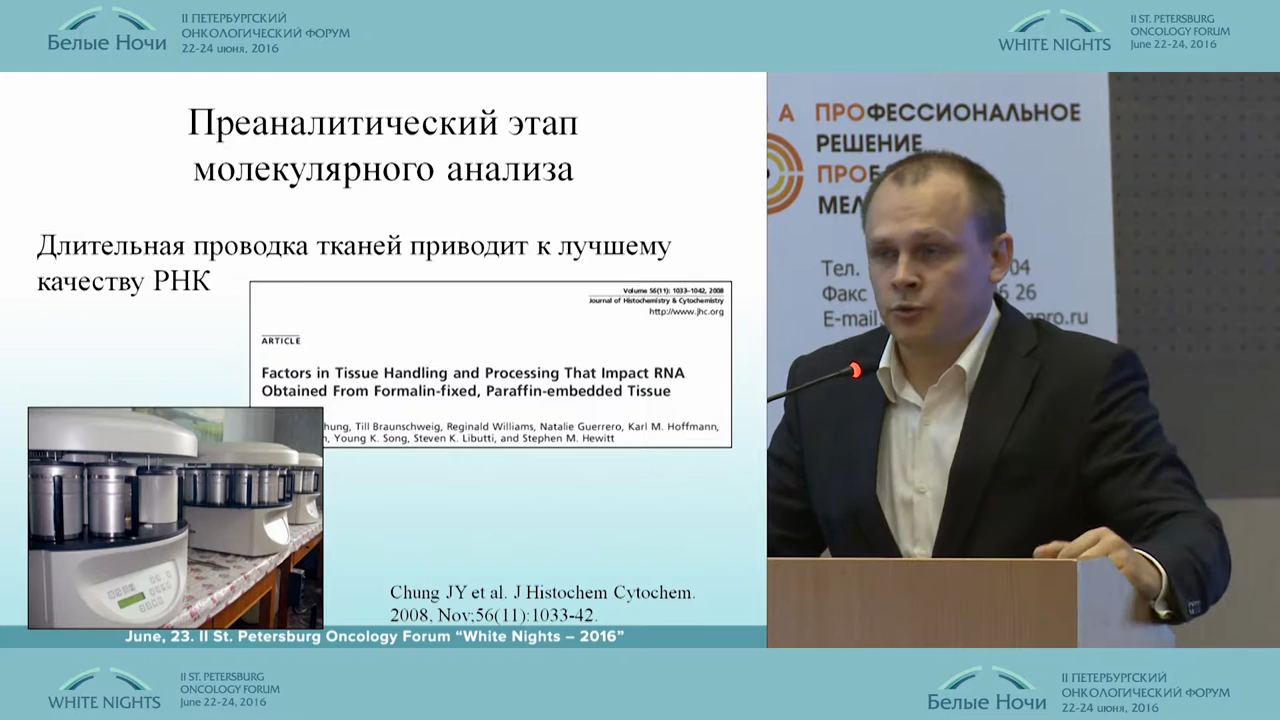 Белые Ночи
II ПЕТЕРБУРГСКИЙ
ОНКОЛОГИЧЕСКИЙ ФОРУМ
22-24 июня, 2016
WHITE NIGHTS
II ST. PETERSBURG
ONCOLOGY FORUM
June 22-24, 2016
Преаналитический этап
молекулярного анализа
Длительная проводка тканей приводит к лучшему
качеству РНК
Volume 56(11): 1033–1042, 2008
Journal of Histochemistry & Cytochemistry
http://www.jhc.org
ARTICLE
Factors in Tissue Handling and Processing That Impact RNA
Obtained From Formalin-fixed, Paraffin-embedded Tissue
hung, Till Braunschweig, Reginald Williams, Natalie Guerrero, Karl M. Hoffmann,
, Young K. Song, Steven K. Libutti, and Stephen M. Hewitt
Chung JY et al. J Histochem Cytochem.
2008, Nov;56(11):1033-42.
June, 23. II St. Petersburg Oncology Forum “White Nights – 2016”
А
ПРОФЕССИОНАЛЬНОЕ
РЕШЕНИЕ
ПРО
МЕ
Тел. 04
Факс 6 26
E-mail pro.ru
WHITE NIGHTS
II ST. PETERSBURG
ONCOLOGY FORUM
June 22-24, 2016
Белые Ночи
II ПЕТЕРБУРГСКИЙ
ОНКОЛОГИЧЕСКИЙ ФОРУМ
22-24 июня, 2016